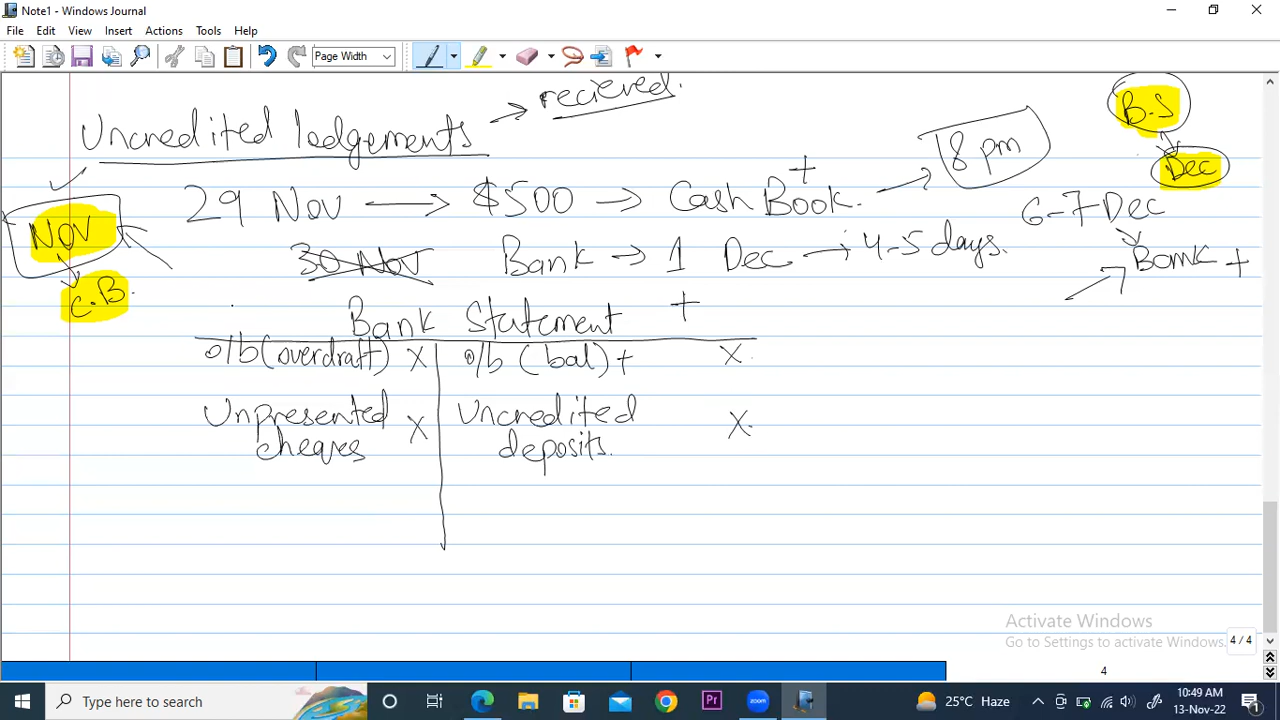 Note1 - Windows Journal
File Edit View Insert Actions Tools Help
Page Width
recieved.
Uncredited lodgements
B.S
Dec
8 pm
29 Nov $500 Cash Book. +
6-7 Dec
Nov
30 Nov Bank 1 Dec 4-5 days.
Bank +
C.B
Bank Statement +
o/b (overdraft) X o/b (bal) + X
Unpresented cheques X
Uncredited deposits. X
Activate Windows
Go to Settings to activate Windows.
4 / 4
4
Type here to search
25°C Haze
10:49 AM
13-Nov-22
1